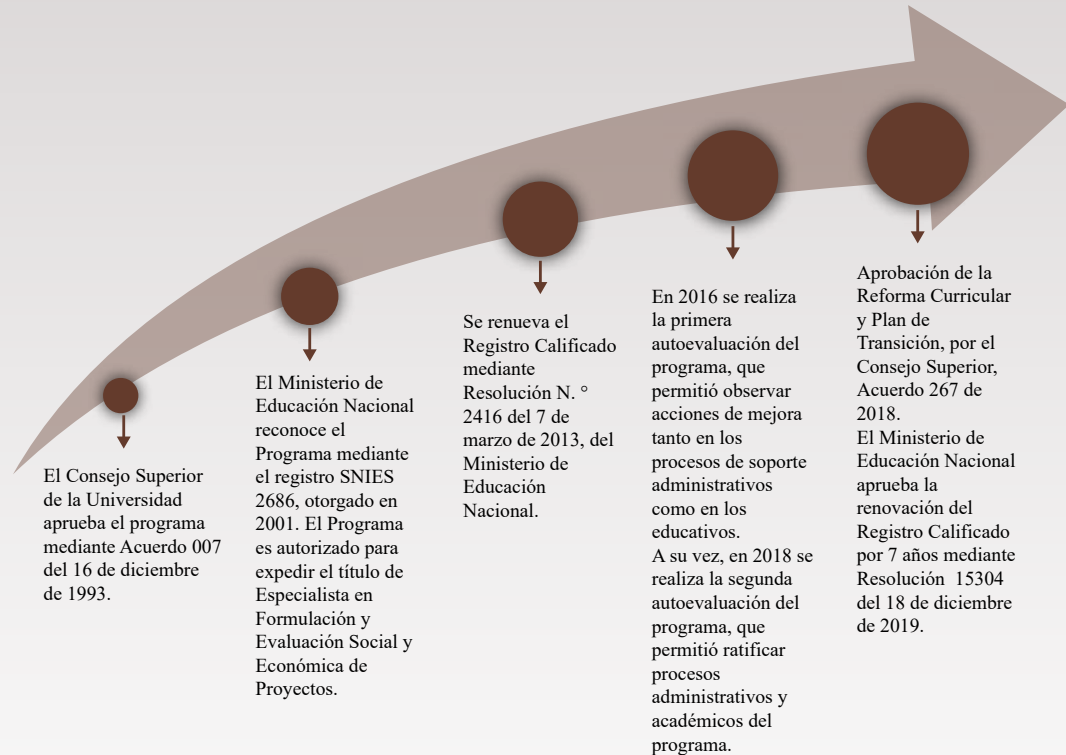 El Consejo Superior
de la Universidad
aprueba el programa
mediante Acuerdo 007
del 16 de diciembre
de 1993.
El Ministerio de
Educación Nacional
reconoce el
Programa mediante
el registro SNIES
2686, otorgado en
2001. El Programa
es autorizado para
expedir el título de
Especialista en
Formulación y
Evaluación Social y
Económica de
Proyectos.
Se renueva el
Registro Calificado
mediante
Resolución N. °
2416 del 7 de
marzo de 2013, del
Ministerio de
Educación
Nacional.
En 2016 se realiza
la primera
autoevaluación del
programa, que
permitió observar
acciones de mejora
tanto en los
procesos de soporte
administrativos
como en los
educativos.
A su vez, en 2018 se
realiza la segunda
autoevaluación del
programa, que
permitió ratificar
procesos
administrativos y
académicos del
programa.
Aprobación de la
Reforma Curricular
y Plan de
Transición, por el
Consejo Superior,
Acuerdo 267 de
2018.
El Ministerio de
Educación Nacional
aprueba la
renovación del
Registro Calificado
por 7 años mediante
Resolución 15304
del 18 de diciembre
de 2019.